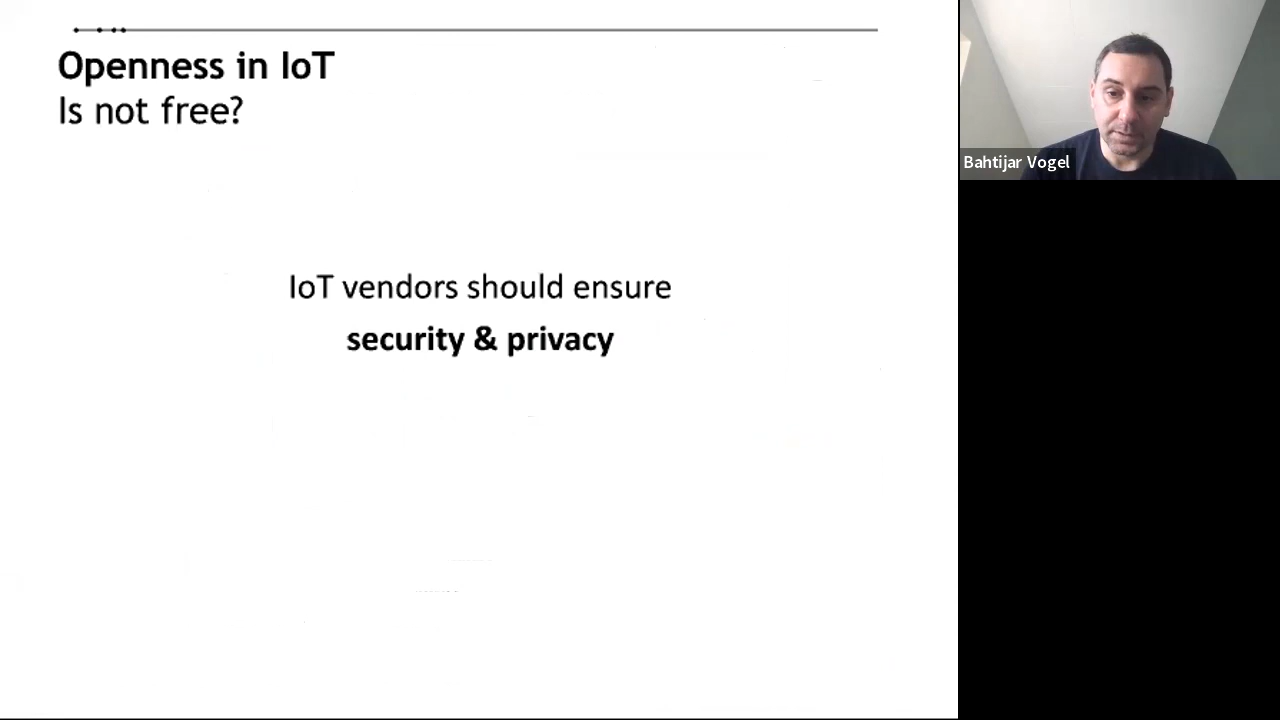 Openness in IoT
Is not free?
IoT vendors should ensure
security & privacy
Bahtijar Vogel